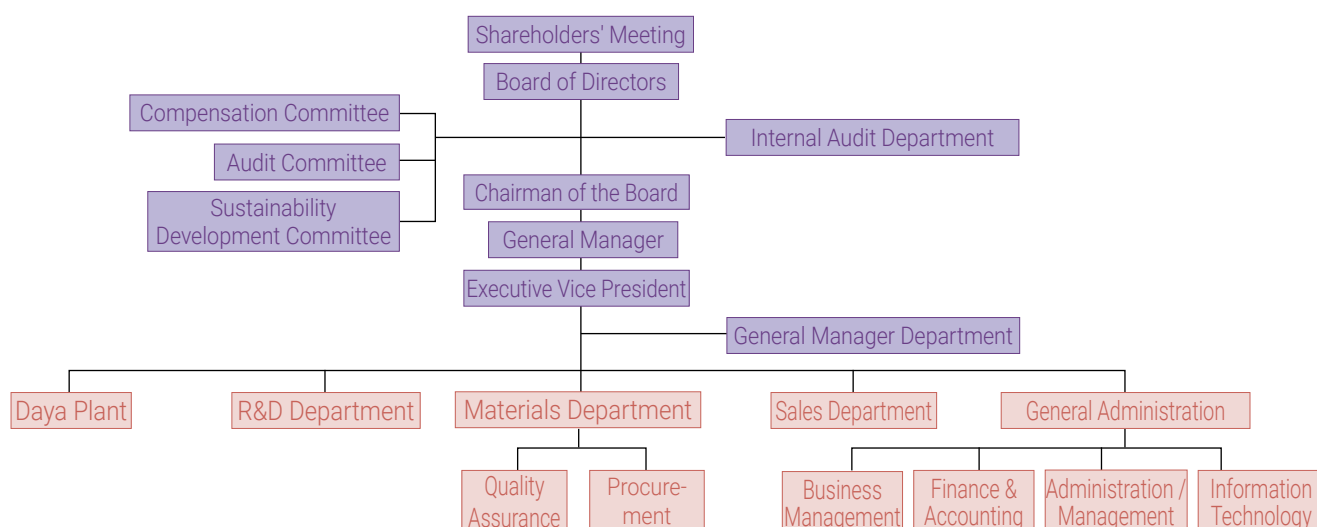 Shareholders' Meeting
Board of Directors
Compensation Committee
Internal Audit Department
Audit Committee
Chairman of the Board
Sustainability
Development Committee
General Manager
Executive Vice President
General Manager Department
Daya Plant
R&D Department
Materials Department
Sales Department
General Administration
Quality
Assurance
Procure-
ment
Business
Management
Finance &
Accounting
Administration /
Management
Information
Technology